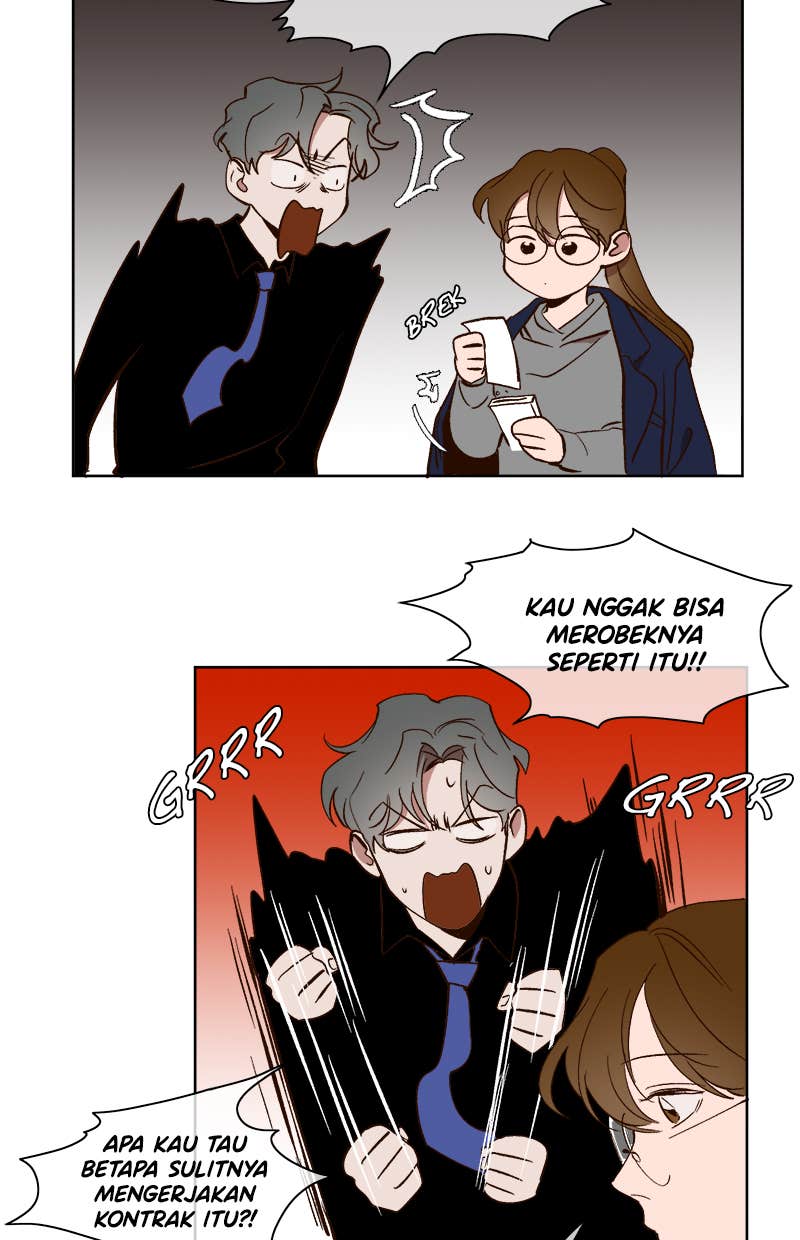 BREK
KAU NGGAK BISA
MEROBEKNYA
SEPERTI ITU!!
GRRR
GRRR
APA KAU TAU
BETAPA SULITNYA
MENGERJAKAN
KONTRAK ITU?!